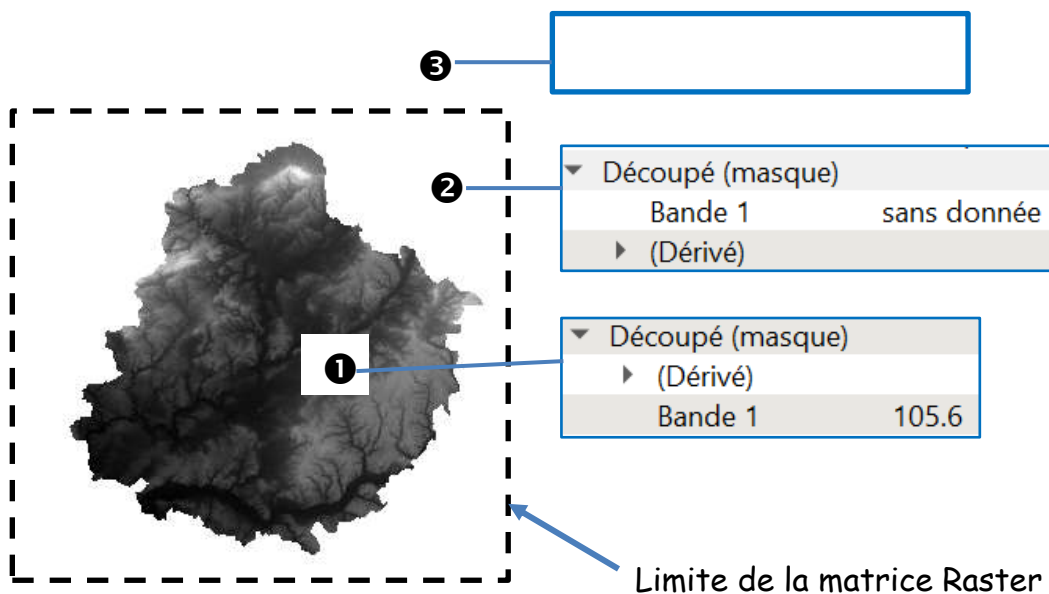 ❸
❷
Découpé (masque)
Bande 1 sans donnée
(Dérivé)
❶
Découpé (masque)
(Dérivé)
Bande 1 105.6
Limite de la matrice Raster